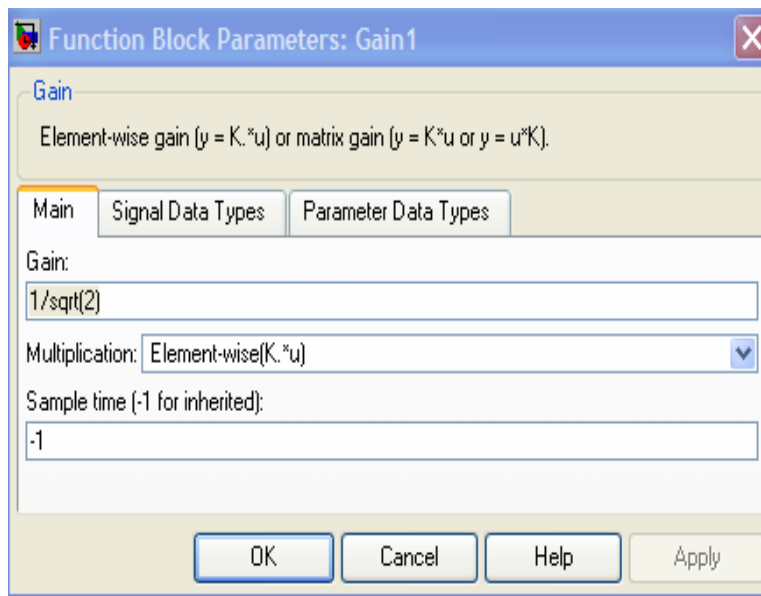 Function Block Parameters: Gain1
Gain
Element-wise gain (y = K.*u) or matrix gain (y = K*u or y = u*K).
Main Signal Data Types Parameter Data Types
Gain:
1/sqrt(2)
Multiplication: Element-wise(K.*u)
Sample time (-1 for inherited):
-1
OK Cancel Help Apply